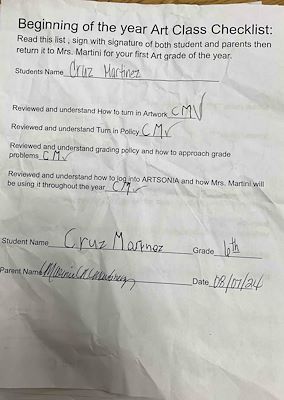 Beginning of the year Art Class Checklist:
Read this list , sign with signature of both student and parents then
return it to Mrs. Martini for your first Art grade of the year.
Students Name Cruz Martinez
Reviewed and understand How to turn in Artwork CM✓
Reviewed and understand Turn in Policy CM✓
Reviewed and understand grading policy and how to approach grade
problems CM✓
Reviewed and understand how to log into ARTSONIA and how Mrs. Martini will
be using it throughout the year CM✓
Student Name Cruz Martinez Grade 6th
Parent Name Date 08/07/24